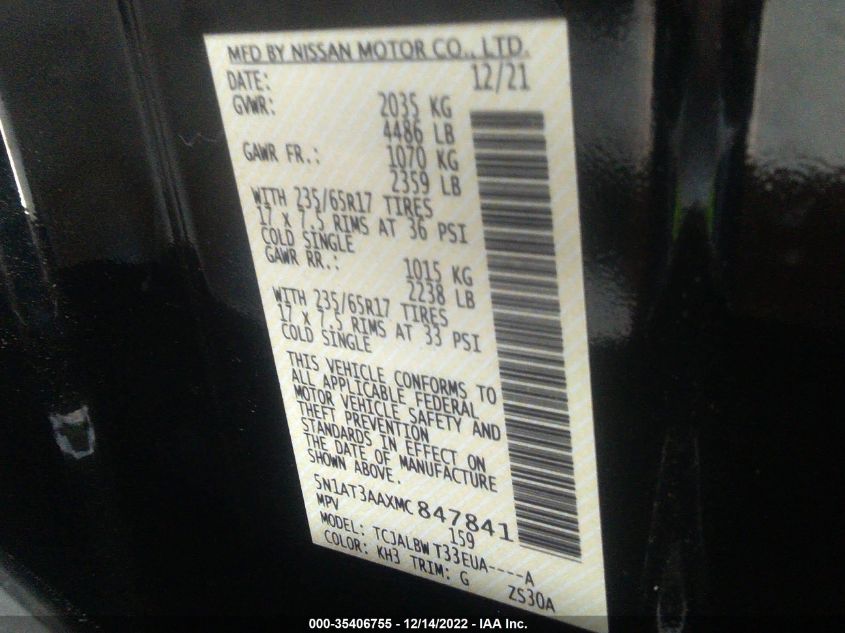 MFD BY NISSAN MOTOR CO., LTD.
DATE: 12/21
GVWR: 2035 KG
4486 LB
GAWR FR.: 1070 KG
2359 LB
WITH 235/65R17 TIRES
17 X 7.5 RIMS AT 36 PSI
COLD SINGLE
GAWR RR.: 1015 KG
2238 LB
WITH 235/65R17 TIRES
17 X 7.5 RIMS AT 33 PSI
COLD SINGLE
THIS VEHICLE CONFORMS TO
ALL APPLICABLE FEDERAL
MOTOR VEHICLE SAFETY AND
THEFT PREVENTION
STANDARDS IN EFFECT ON
THE DATE OF MANUFACTURE
SHOWN ABOVE.
5N1AT3AAXMC847841
MPV 159
MODEL: TCJALBW T33EUA----A
COLOR: KH3 TRIM: G ZS30A
000-35406755 - 12/14/2022 - IAA Inc.